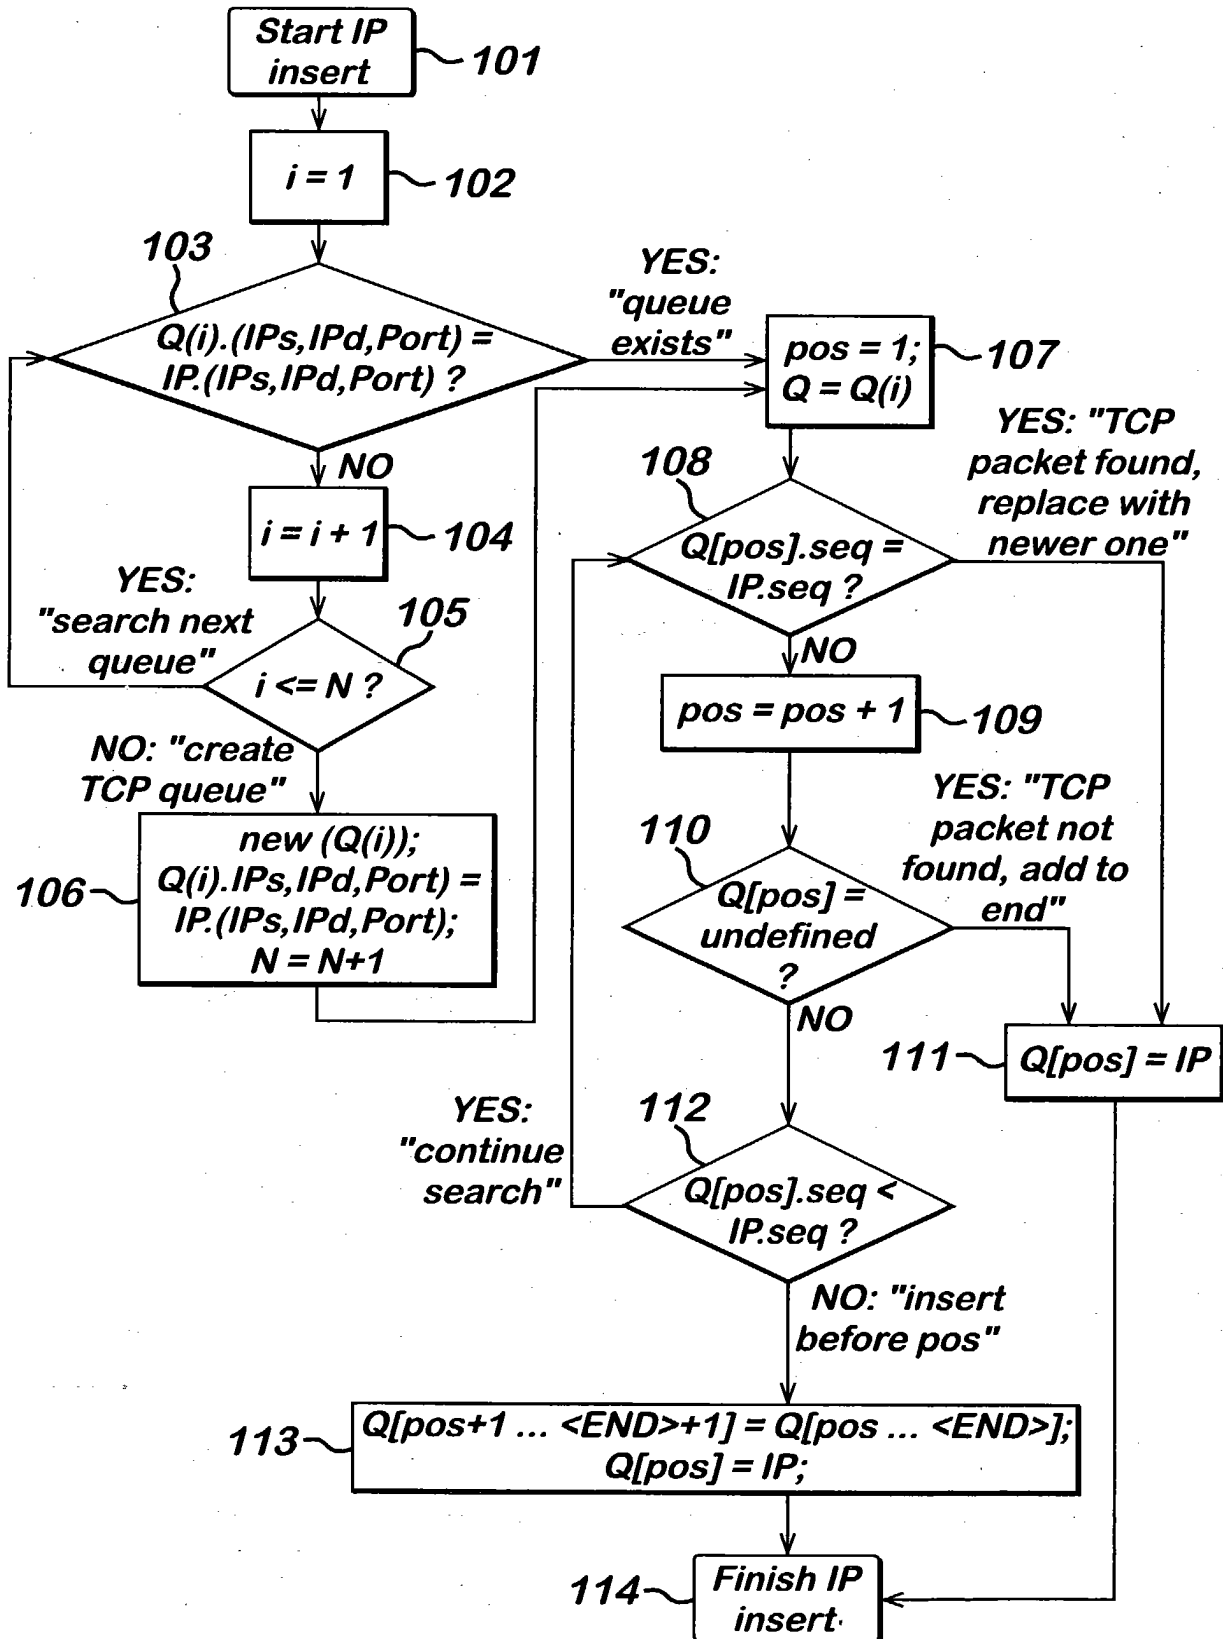 Start IP
insert
101
i = 1
102
103
Q(i).(IPs,IPd,Port) =
IP.(IPs,IPd,Port) ?
YES:
"queue
exists"
pos = 1;
Q = Q(i)
107
NO
i = i + 1
104
YES:
"search next
queue"
105
i <= N ?
NO: "create
TCP queue"
106
new (Q(i));
Q(i).IPs,IPd,Port) =
IP.(IPs,IPd,Port);
N = N+1
108
Q[pos].seq =
IP.seq ?
YES: "TCP
packet found,
replace with
newer one"
NO
pos = pos + 1
109
110
Q[pos] =
undefined
?
YES: "TCP
packet not
found, add to
end"
NO
111
Q[pos] = IP
YES:
"continue
search"
112
Q[pos].seq <
IP.seq ?
NO: "insert
before pos"
113
Q[pos+1 ... <END>+1] = Q[pos ... <END>];
Q[pos] = IP;
114
Finish IP
insert